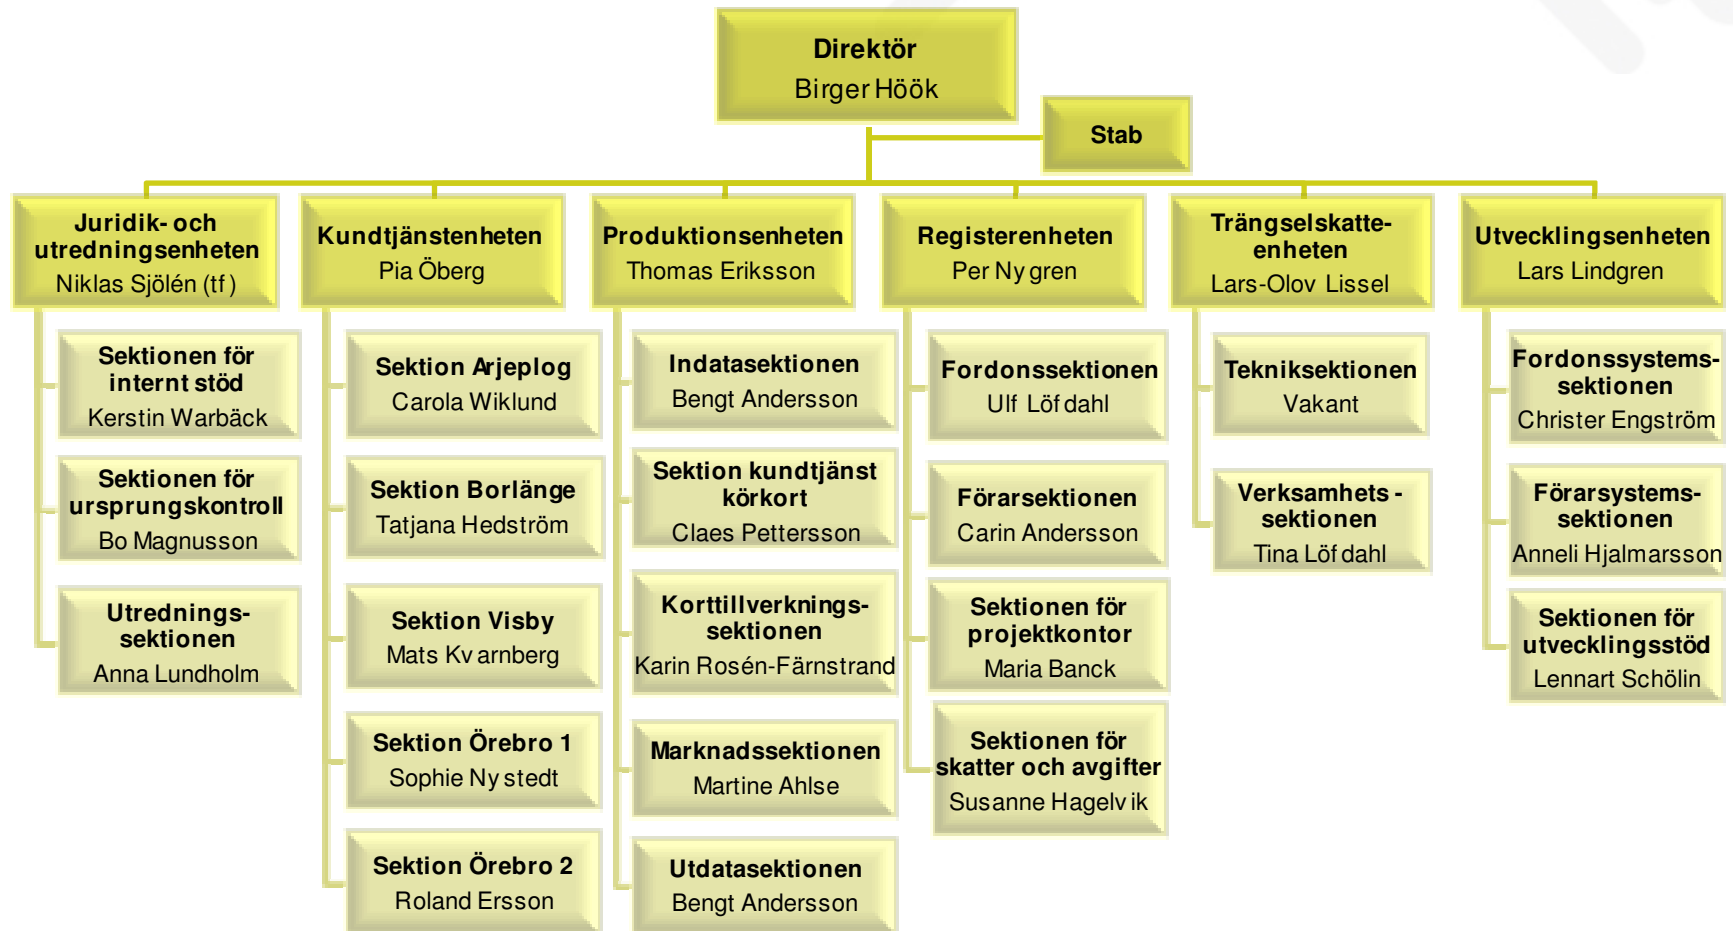 Direktör
Birger Höök
Stab
Juridik- och
utredningsenheten
Niklas Sjölén (tf)
Sektionen för
internt stöd
Kerstin Warbäck
Sektionen för
ursprungskontroll
Bo Magnusson
Utrednings-
sektionen
Anna Lundholm
Kundtjänstenheten
Pia Öberg
Sektion Arjeplog
Carola Wiklund
Sektion Borlänge
Tatjana Hedström
Sektion Visby
Mats Kvarnberg
Sektion Örebro 1
Sophie Nystedt
Sektion Örebro 2
Roland Ersson
Produktionsenheten
Thomas Eriksson
Indatasektionen
Bengt Andersson
Sektion kundtjänst
körkort
Claes Pettersson
Korttillverknings-
sektionen
Karin Rosén-Färnstrand
Marknadssektionen
Martine Ahlse
Utdatasektionen
Bengt Andersson
Registerenheten
Per Nygren
Fordonssektionen
Ulf Löfdahl
Förarsektionen
Carin Andersson
Sektionen för
projektkontor
Maria Banck
Sektionen för
skatter och avgifter
Susanne Hagelvik
Trängselskatte-
enheten
Lars-Olov Lissel
Tekniksektionen
Vakant
Verksamhets-
sektionen
Tina Löfdahl
Utvecklingsenheten
Lars Lindgren
Fordonssystems-
sektionen
Christer Engström
Förarsystems-
sektionen
Anneli Hjalmarsson
Sektionen för
utvecklingsstöd
Lennart Schölin